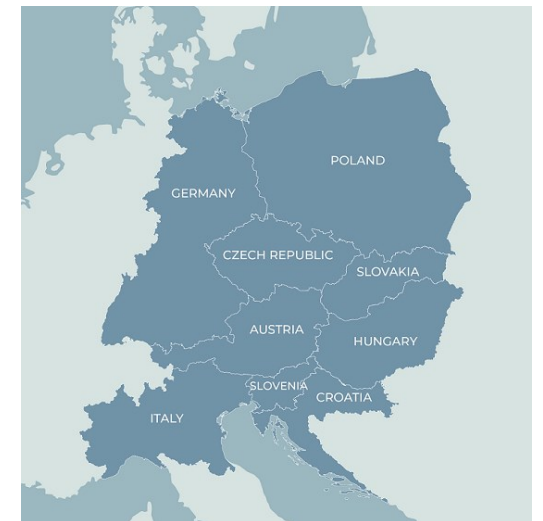 POLAND
GERMANY
CZECH REPUBLIC
SLOVAKIA
AUSTRIA
HUNGARY
SLOVENIA
CROATIA
ITALY